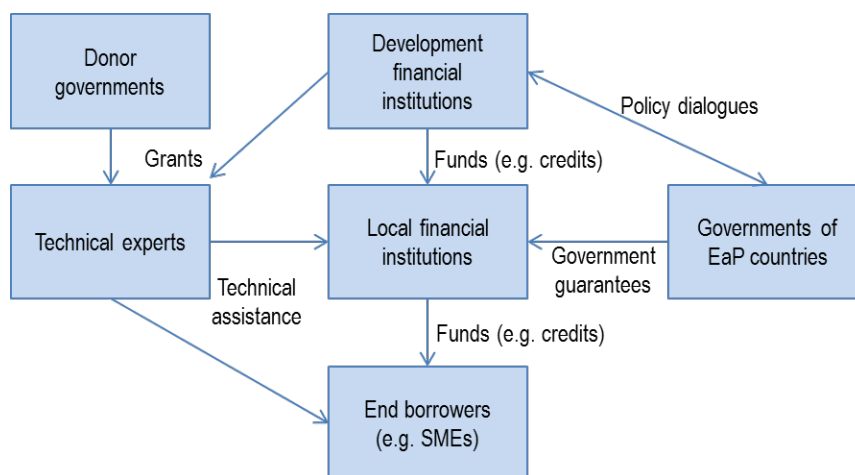 Donor
governments
Development
financial
institutions
Policy dialogues
Grants
Funds (e.g. credits)
Technical experts
Local financial
institutions
Governments of
EaP countries
Technical
assistance
Government
guarantees
Funds (e.g. credits)
End borrowers
(e.g. SMEs)